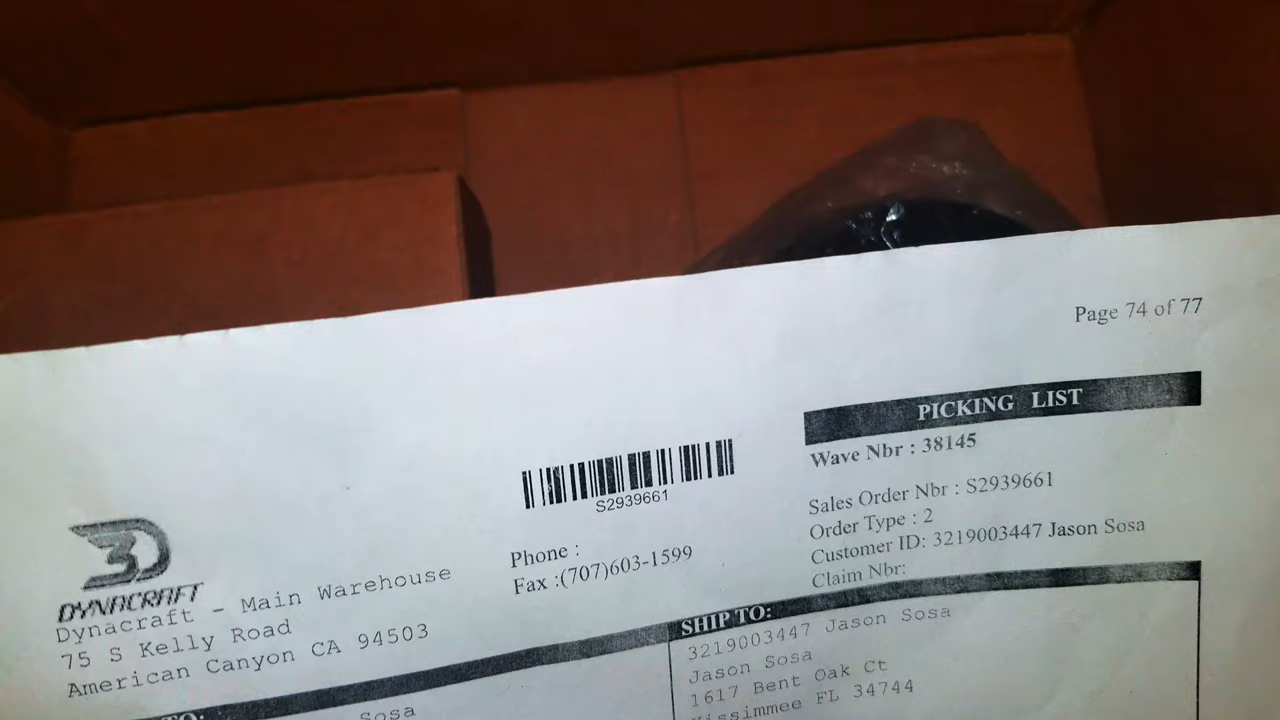 Page 74 of 77
PICKING LIST
Wave Nbr : 38145
S2939661
Sales Order Nbr : S2939661
Order Type : 2
Customer ID: 3219003447 Jason Sosa
Claim Nbr:
Phone :
Fax :(707)603-1599
DYNACRAFT
Dynacraft - Main Warehouse
75 S Kelly Road
American Canyon CA 94503
SHIP TO:
3219003447 Jason Sosa
Jason Sosa
1617 Bent Oak Ct
Kissimmee FL 34744
TO:
Sosa